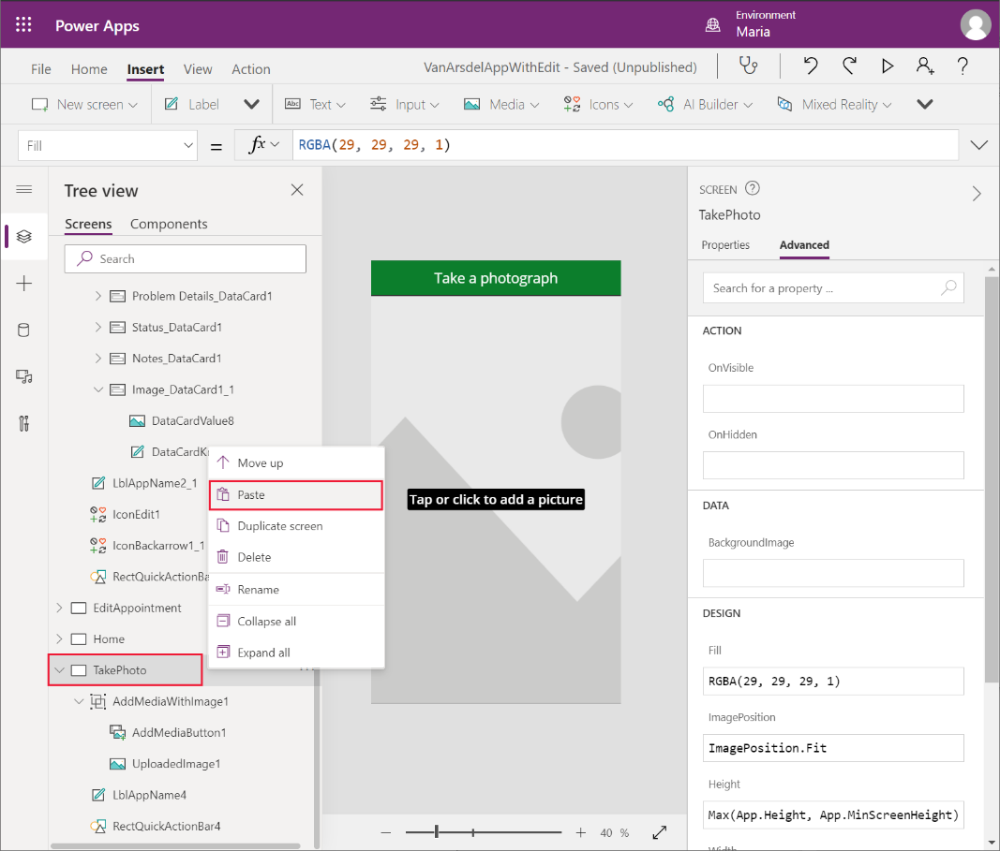 Power Apps
Environment
Maria
File Home Insert View Action
VanArsdelAppWithEdit - Saved (Unpublished)
New screen
Label
Abc Text
Input
Media
Icons
AI Builder
Mixed Reality
Fill
=
fx
RGBA(29, 29, 29, 1)
Tree view
Screens Components
Search
Problem Details_DataCard1
Status_DataCard1
Notes_DataCard1
Image_DataCard1_1
DataCardValue8
LblAppName2_1
IconEdit1
IconBackarrow1_1
EditAppointment
Home
TakePhoto
AddMediaWithImage1
AddMediaButton1
UploadedImage1
LblAppName4
RectQuickActionBar4
Move up
Paste
Duplicate screen
Delete
Rename
Collapse all
Expand all
Take a photograph
Tap or click to add a picture
40 %
SCREEN
TakePhoto
Properties Advanced
Search for a property ...
ACTION
OnVisible
OnHidden
DATA
BackgroundImage
DESIGN
Fill
RGBA(29, 29, 29, 1)
ImagePosition
ImagePosition.Fit
Height
Max(App.Height, App.MinScreenHeight)